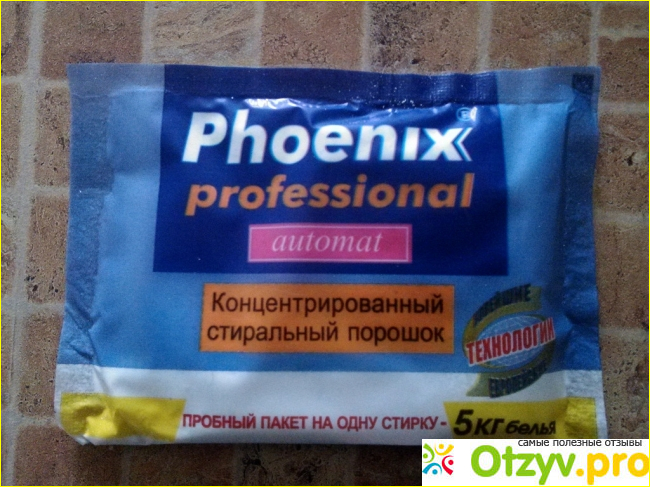 Phoenix®
professional
automat
Концентрированный
стиральный порошок
НОВЕЙШИЕ
ТЕХНОЛОГИИ
ПРОБНЫЙ ПАКЕТ НА ОДНУ СТИРКУ - 5КГ белья
самые полезные отзывы
Otzyv.pro